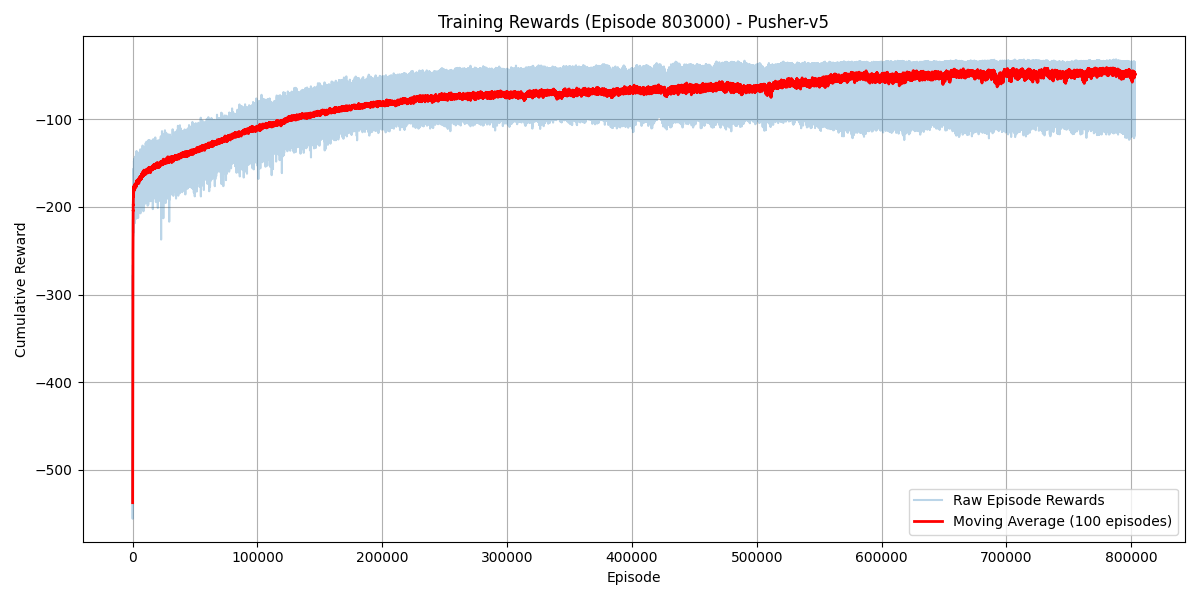 Training Rewards (Episode 803000) - Pusher-v5
Cumulative Reward
−100
−200
−300
−400
−500
0
100000
200000
300000
400000
500000
600000
700000
800000
Episode
Raw Episode Rewards
Moving Average (100 episodes)